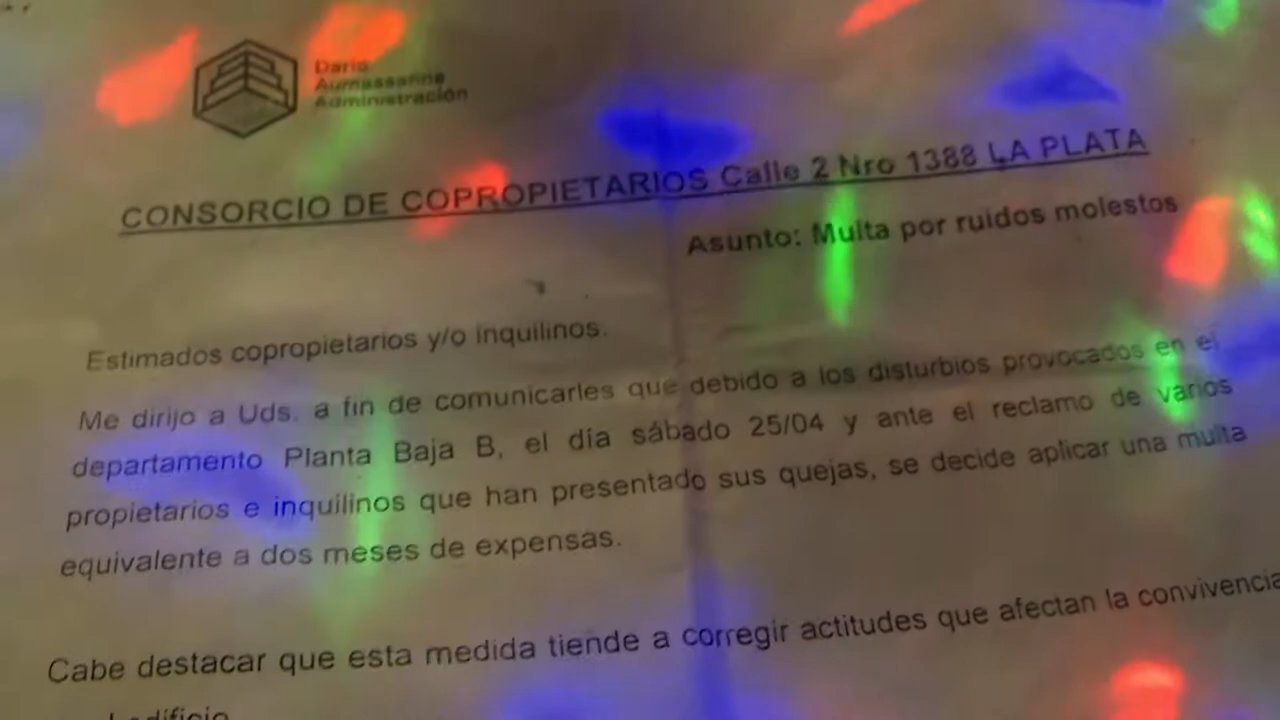 Dario
Aumassanne
Administración
CONSORCIO DE COPROPIETARIOS Calle 2 Nro 1388 LA PLATA
Asunto: Multa por ruidos molestos
Estimados copropietarios y/o inquilinos.
Me dirijo a Uds. a fin de comunicarles que debido a los disturbios provocados en el
departamento Planta Baja B, el día sábado 25/04 y ante el reclamo de varios
propietarios e inquilinos que han presentado sus quejas, se decide aplicar una multa
equivalente a dos meses de expensas.
Cabe destacar que esta medida tiende a corregir actitudes que afectan la convivencia